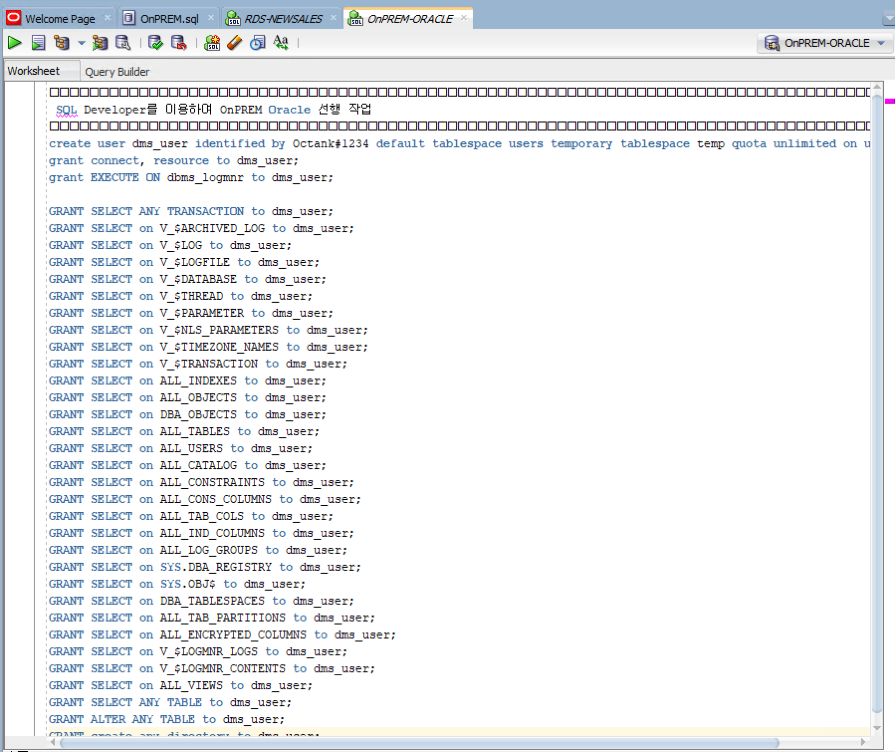 Welcome Page
OnPREM.sql
RDS-NEWSALES
OnPREM-ORACLE
OnPREM-ORACLE
Worksheet
Query Builder
SQL Developer를 이용하여 OnPREM Oracle 선행 작업
create user dms_user identified by Octank#1234 default tablespace users temporary tablespace temp quota unlimited on u
grant connect, resource to dms_user;
grant EXECUTE ON dbms_logmnr to dms_user;
GRANT SELECT ANY TRANSACTION to dms_user;
GRANT SELECT on V_$ARCHIVED_LOG to dms_user;
GRANT SELECT on V_$LOG to dms_user;
GRANT SELECT on V_$LOGFILE to dms_user;
GRANT SELECT on V_$DATABASE to dms_user;
GRANT SELECT on V_$THREAD to dms_user;
GRANT SELECT on V_$PARAMETER to dms_user;
GRANT SELECT on V_$NLS_PARAMETERS to dms_user;
GRANT SELECT on V_$TIMEZONE_NAMES to dms_user;
GRANT SELECT on V_$TRANSACTION to dms_user;
GRANT SELECT on ALL_INDEXES to dms_user;
GRANT SELECT on ALL_OBJECTS to dms_user;
GRANT SELECT on DBA_OBJECTS to dms_user;
GRANT SELECT on ALL_TABLES to dms_user;
GRANT SELECT on ALL_USERS to dms_user;
GRANT SELECT on ALL_CATALOG to dms_user;
GRANT SELECT on ALL_CONSTRAINTS to dms_user;
GRANT SELECT on ALL_CONS_COLUMNS to dms_user;
GRANT SELECT on ALL_TAB_COLS to dms_user;
GRANT SELECT on ALL_IND_COLUMNS to dms_user;
GRANT SELECT on ALL_LOG_GROUPS to dms_user;
GRANT SELECT on SYS.DBA_REGISTRY to dms_user;
GRANT SELECT on SYS.OBJ$ to dms_user;
GRANT SELECT on DBA_TABLESPACES to dms_user;
GRANT SELECT on ALL_TAB_PARTITIONS to dms_user;
GRANT SELECT on ALL_ENCRYPTED_COLUMNS to dms_user;
GRANT SELECT on V_$LOGMNR_LOGS to dms_user;
GRANT SELECT on V_$LOGMNR_CONTENTS to dms_user;
GRANT SELECT on ALL_VIEWS to dms_user;
GRANT SELECT ANY TABLE to dms_user;
GRANT ALTER ANY TABLE to dms_user;
GRANT create any directory to dms_user;